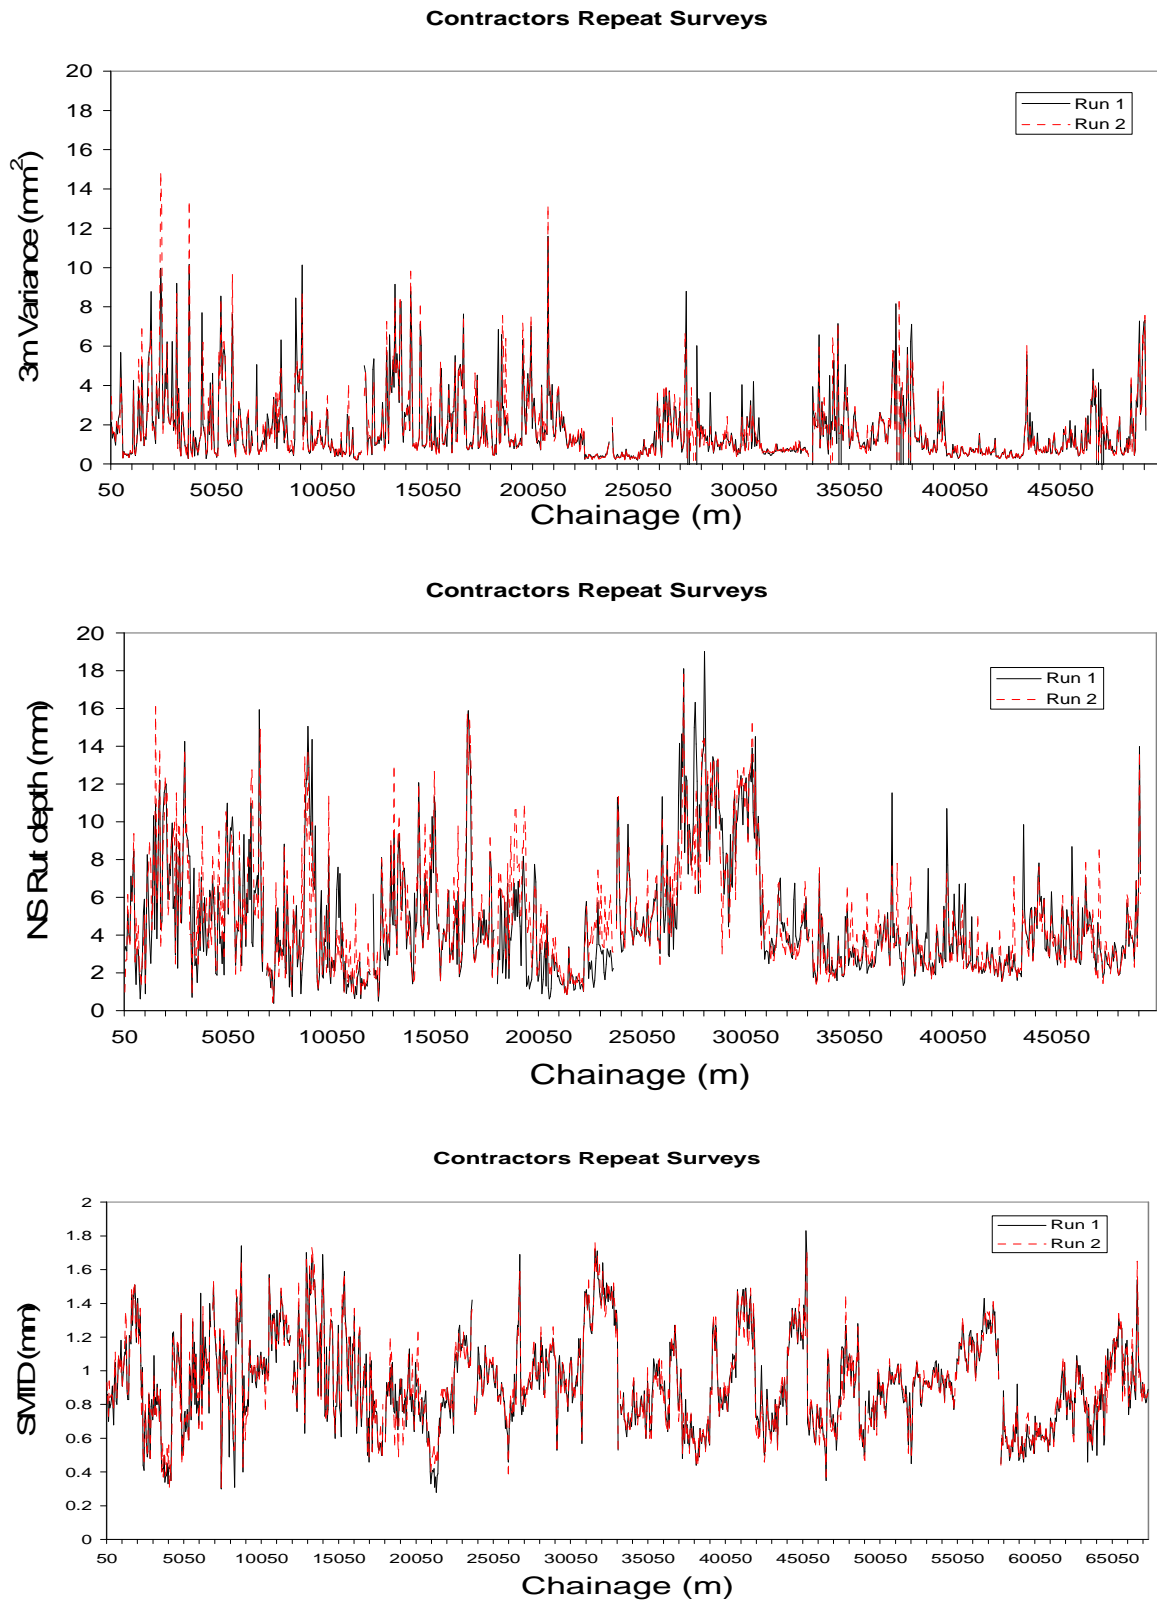 Contractors Repeat Surveys
20
18
16
14
12
10
8
6
4
2
0
3m Variance (mm2)
Run 1
Run 2
50 5050 10050 15050 20050 25050 30050 35050 40050 45050
Chainage (m)
Contractors Repeat Surveys
20
18
16
14
12
10
8
6
4
2
0
NS Rut depth (mm)
Run 1
Run 2
50 5050 10050 15050 20050 25050 30050 35050 40050 45050
Chainage (m)
Contractors Repeat Surveys
2
1.8
1.6
1.4
1.2
1
0.8
0.6
0.4
0.2
0
SMTD (mm)
Run 1
Run 2
50 5050 10050 15050 20050 25050 30050 35050 40050 45050 55050 60050 65050
Chainage (m)